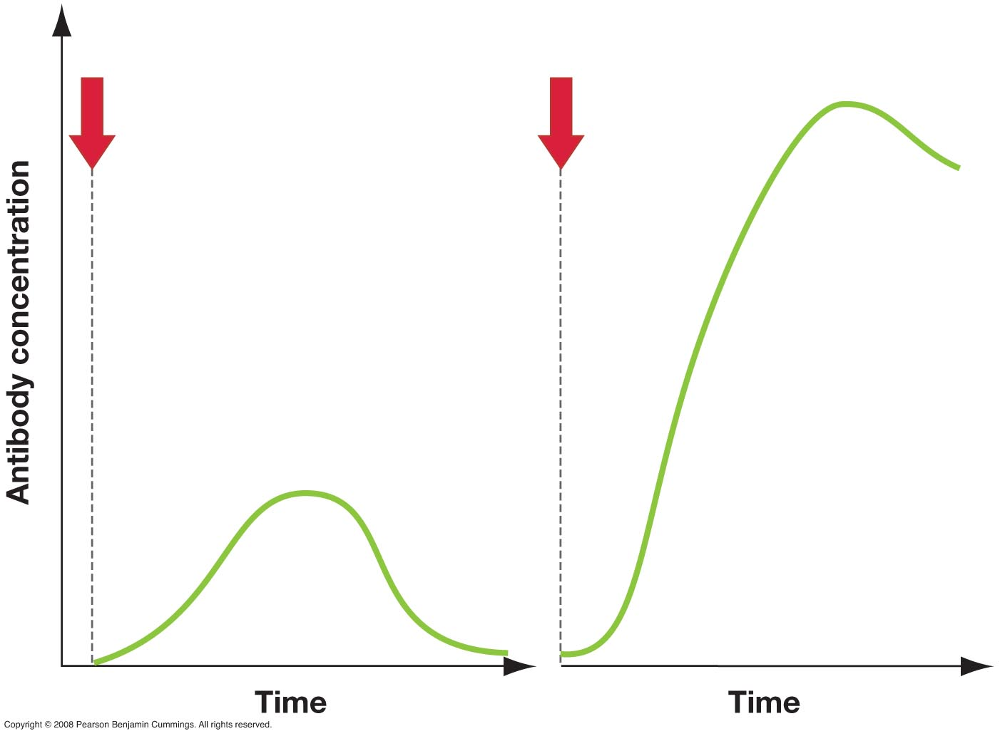 Antibody concentration
Time
Time
Copyright © 2008 Pearson Benjamin Cummings. All rights reserved.